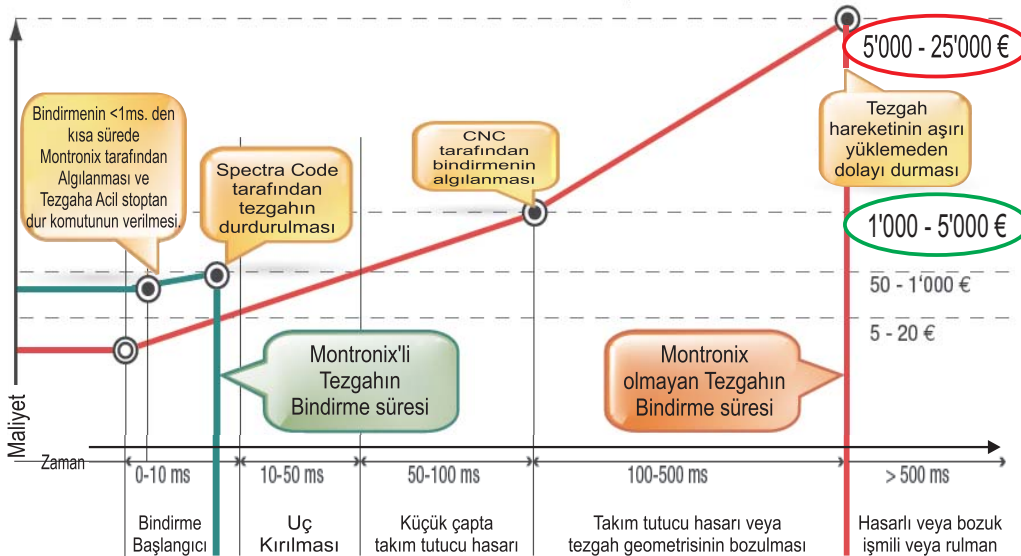 5'000 - 25'000 €
Bindirmenin <1ms. den
kısa sürede
Montronix tarafından
Algılanması ve
Tezgaha Acil stoptan
dur komutunun verilmesi.
Spectra Code
tarafından
tezgahın
durdurulması
CNC
tarafından
bindirmenin
algılanması
Tezgah
hareketinin aşırı
yüklemeden
dolayı durması
1'000 - 5'000 €
50 - 1'000 €
5 - 20 €
Montronix'li
Tezgahın
Bindirme süresi
Montronix
olmayan Tezgahın
Bindirme süresi
Maliyet
Zaman
0-10 ms
10-50 ms
50-100 ms
100-500 ms
> 500 ms
Bindirme
Başlangıcı
Uç
Kırılması
Küçük çapta
takım tutucu hasarı
Takım tutucu hasarı veya
tezgah geometrisinin bozulması
Hasarlı veya bozuk
işmili veya rulman